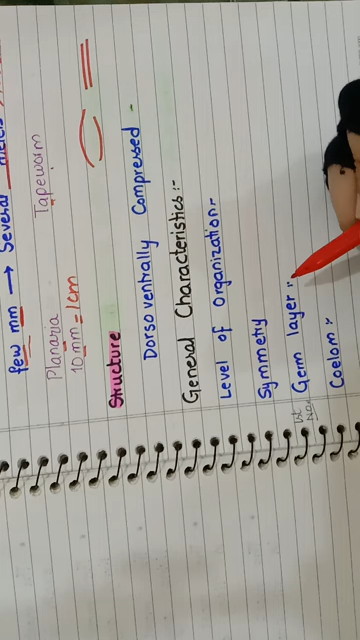 few mm → Several
Planaria Tapeworm
10 mm = 1cm
Structure
Dorso ventrally Compressed -
General Characteristics :-
Level of Organization:-
Symmetry
Germ layer :-
Coelom :-